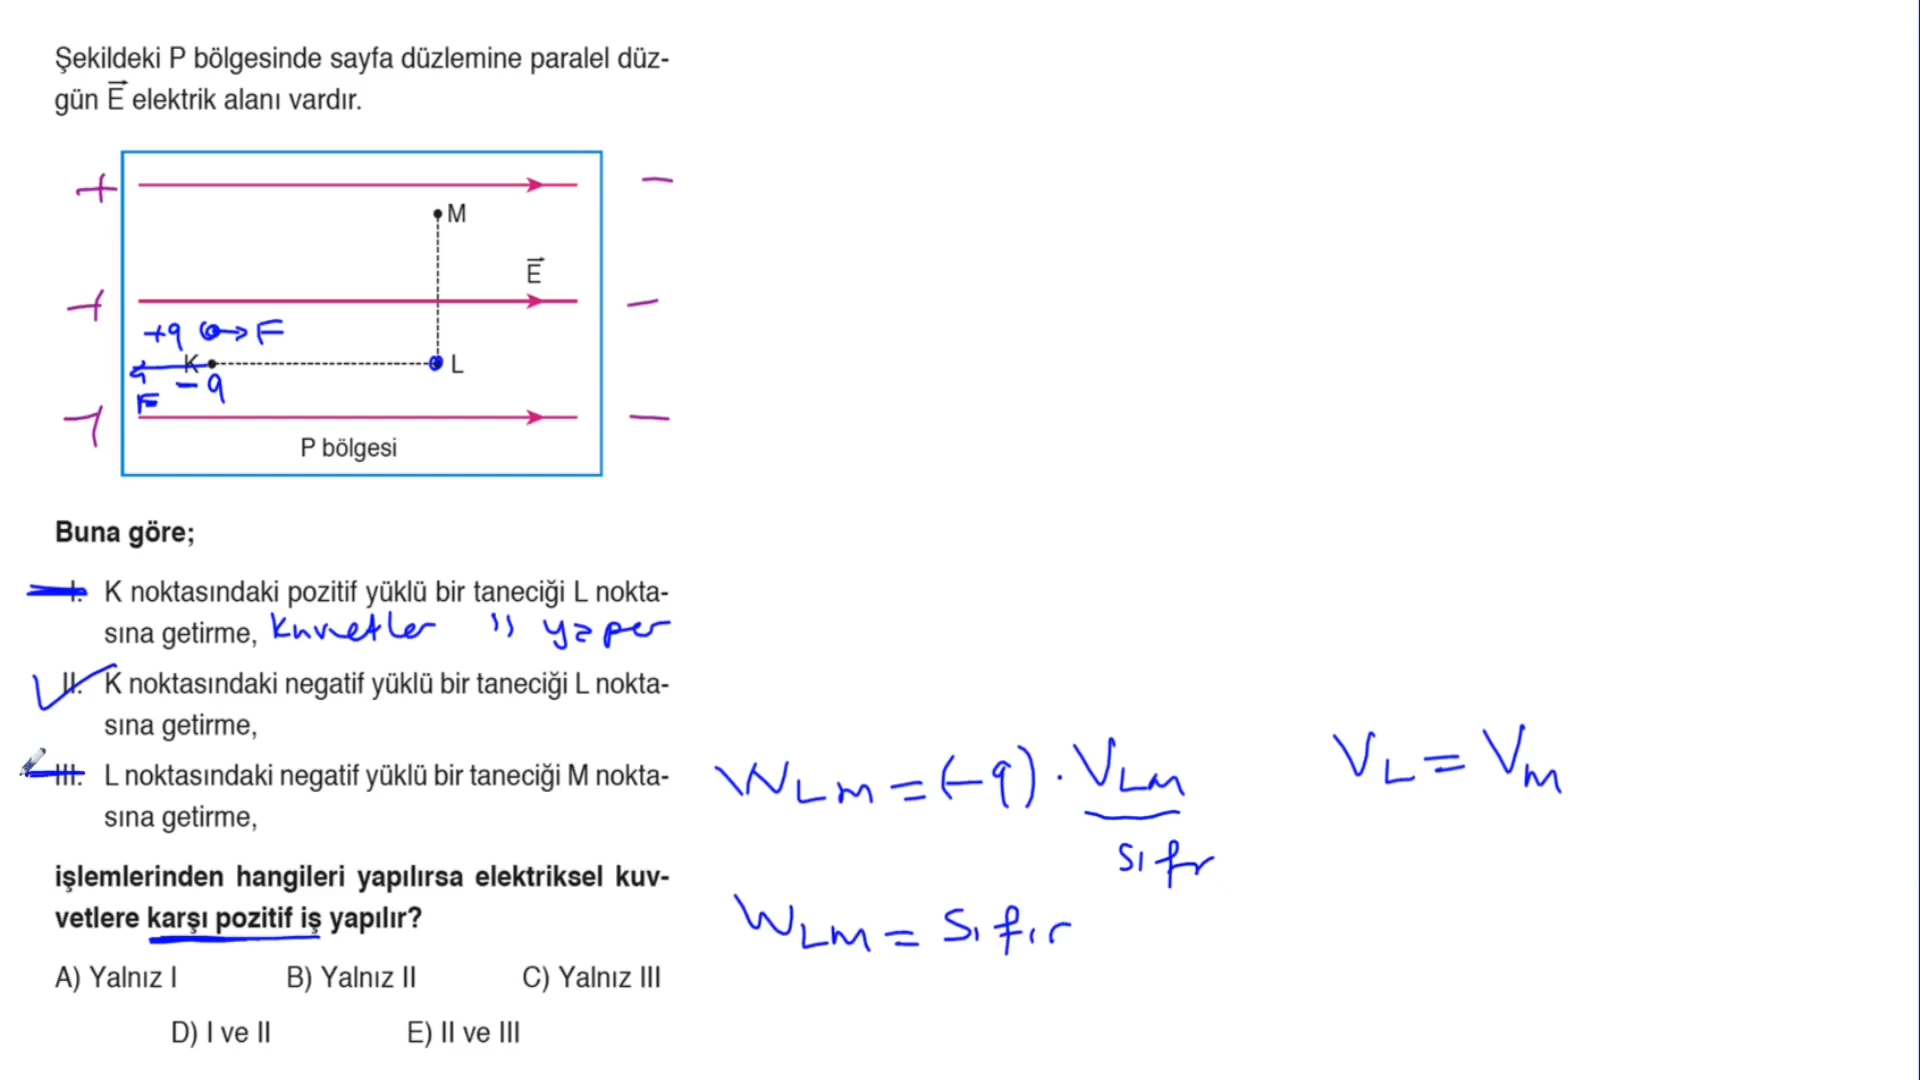 Şekildeki P bölgesinde sayfa düzlemine paralel düz-
gün E elektrik alanı vardır.
+ −
M
E
+ −
+q F
K L
−q
F
+ −
P bölgesi
Buna göre;
I. K noktasındaki pozitif yüklü bir taneciği L nokta-
sına getirme, kuvvetler iş yapar
II. K noktasındaki negatif yüklü bir taneciği L nokta-
sına getirme,
III. L noktasındaki negatif yüklü bir taneciği M nokta-
sına getirme,
W_LM = (−q) . V_LM V_L = V_M
sıfır
W_LM = sıfır
işlemlerinden hangileri yapılırsa elektriksel kuv-
vetlere karşı pozitif iş yapılır?
A) Yalnız I B) Yalnız II C) Yalnız III
D) I ve II E) II ve III